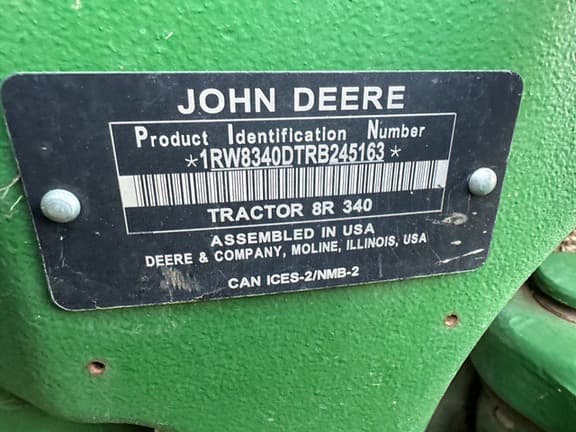 JOHN DEERE
Product Identification Number
*1RW8340DTRB245163*
TRACTOR 8R 340
ASSEMBLED IN USA
DEERE & COMPANY, MOLINE, ILLINOIS, USA
CAN ICES-2/NMB-2